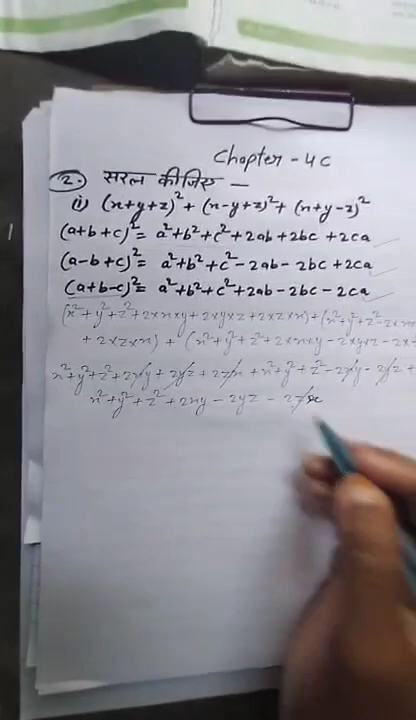 Chapter - 4C
2. सरल कीजिए —
(i) (x+y+z)²+ (x-y+z)²+ (x+y-z)²
(a+b+c)²= a²+b²+c²+2ab+2bc+2ca
(a-b+c)²= a²+b²+c²-2ab-2bc+2ca
(a+b-c)²= a²+b²+c²+2ab-2bc-2ca
(x²+y²+z²+2×x×y+2×y×z+2×z×x)+(x²+y²+z²-2×x×
+2×z×x)+(x²+y²+z²+2×x×y-2×y×z-2×
x²+y²+z²+2xy+2yz+2zx+x²+y²+z²-2xy-2yz+
x²+y²+z²+2xy-2yz-2zx